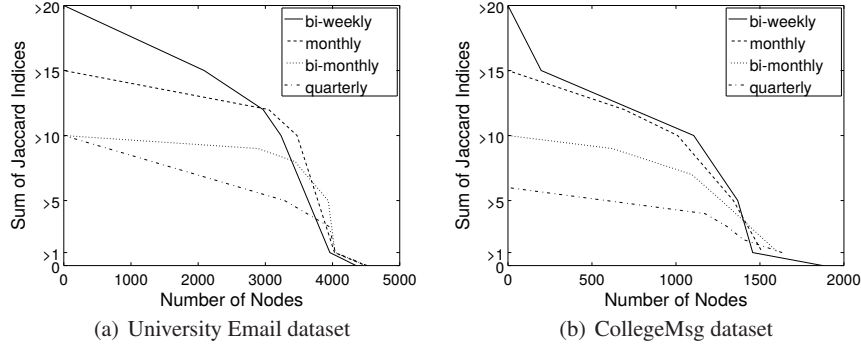 Sum of Jaccard Indices
>20
>15
>10
>5
>1
0
0
1000
2000
3000
4000
5000
Number of Nodes
bi-weekly
monthly
bi-monthly
quarterly
(a) University Email dataset
Sum of Jaccard Indices
>20
>15
>10
>5
>1
0
0
500
1000
1500
2000
Number of Nodes
bi-weekly
monthly
bi-monthly
quarterly
(b) CollegeMsg dataset